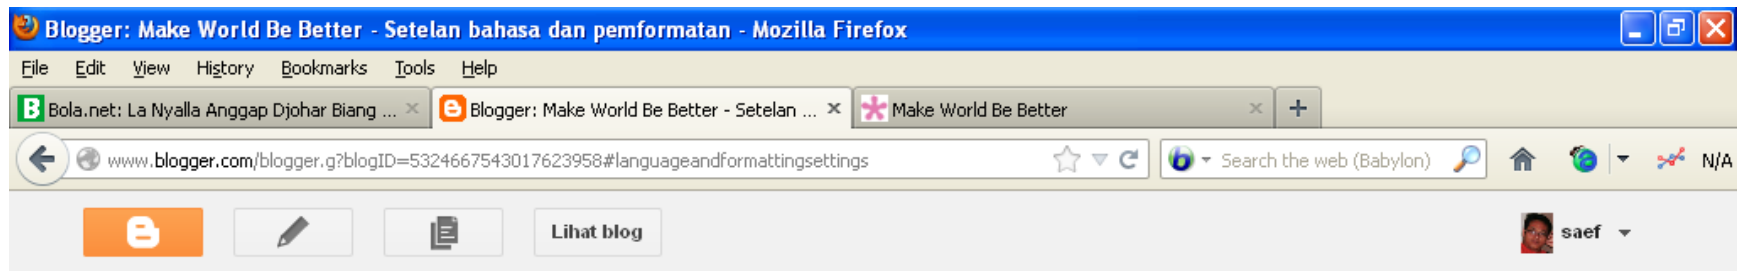 Blogger: Make World Be Better - Setelan bahasa dan pemformatan - Mozilla Firefox
File Edit View History Bookmarks Tools Help
Bola.net: La Nyalla Anggap Djohar Biang ... Blogger: Make World Be Better - Setelan ... Make World Be Better
www.blogger.com/blogger.g?blogID=5324667543017623958#languageandformattingsettings Search the web (Babylon) N/A
Lihat blog saef